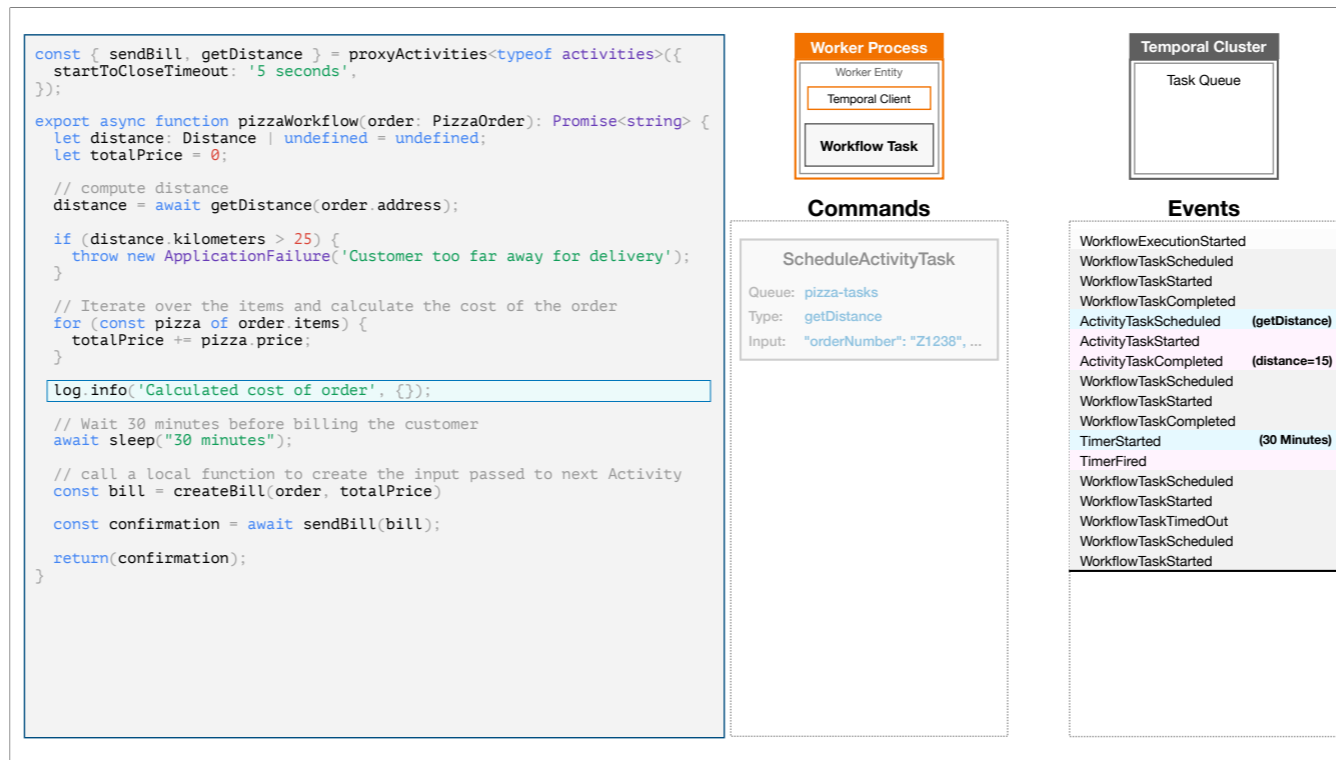 const { sendBill, getDistance } = proxyActivities<typeof activities>({
  startToCloseTimeout: '5 seconds',
});
export async function pizzaWorkflow(order: PizzaOrder): Promise<string> {
  let distance: Distance | undefined = undefined;
  let totalPrice = 0;
  // compute distance
  distance = await getDistance(order.address);
  if (distance.kilometers > 25) {
    throw new ApplicationFailure('Customer too far away for delivery');
  }
  // Iterate over the items and calculate the cost of the order
  for (const pizza of order.items) {
    totalPrice += pizza.price;
  }
  log.info('Calculated cost of order', {});
  // Wait 30 minutes before billing the customer
  await sleep("30 minutes");
  // call a local function to create the input passed to next Activity
  const bill = createBill(order, totalPrice)
  const confirmation = await sendBill(bill);
  return(confirmation);
}
Worker Process
Worker Entity
Temporal Client
Workflow Task
Commands
ScheduleActivityTask
Queue: pizza-tasks
Type: getDistance
Input: "orderNumber": "Z1238", ...
Temporal Cluster
Task Queue
Events
WorkflowExecutionStarted
WorkflowTaskScheduled
WorkflowTaskStarted
WorkflowTaskCompleted
ActivityTaskScheduled (getDistance)
ActivityTaskStarted
ActivityTaskCompleted (distance=15)
WorkflowTaskScheduled
WorkflowTaskStarted
WorkflowTaskCompleted
TimerStarted (30 Minutes)
TimerFired
WorkflowTaskScheduled
WorkflowTaskStarted
WorkflowTaskTimedOut
WorkflowTaskScheduled
WorkflowTaskStarted